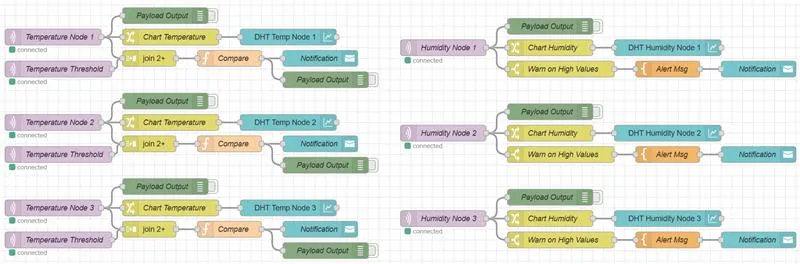 Payload Output
Temperature Node 1
Chart Temperature
DHT Temp Node 1
connected
Temperature Threshold
join 2+
Compare
Notification
connected
Payload Output
Payload Output
Temperature Node 2
Chart Temperature
DHT Temp Node 2
connected
Temperature Threshold
join 2+
Compare
Notification
connected
Payload Output
Payload Output
Temperature Node 3
Chart Temperature
DHT Temp Node 3
connected
Temperature Threshold
join 2+
Compare
Notification
connected
Payload Output
Payload Output
Humidity Node 1
Chart Humidity
DHT Humidity Node 1
connected
Warn on High Values
Alert Msg
Notification
Payload Output
Humidity Node 2
Chart Humidity
DHT Humidity Node 2
connected
Warn on High Values
Alert Msg
Notification
Payload Output
Humidity Node 3
Chart Humidity
DHT Humidity Node 3
connected
Warn on High Values
Alert Msg
Notification